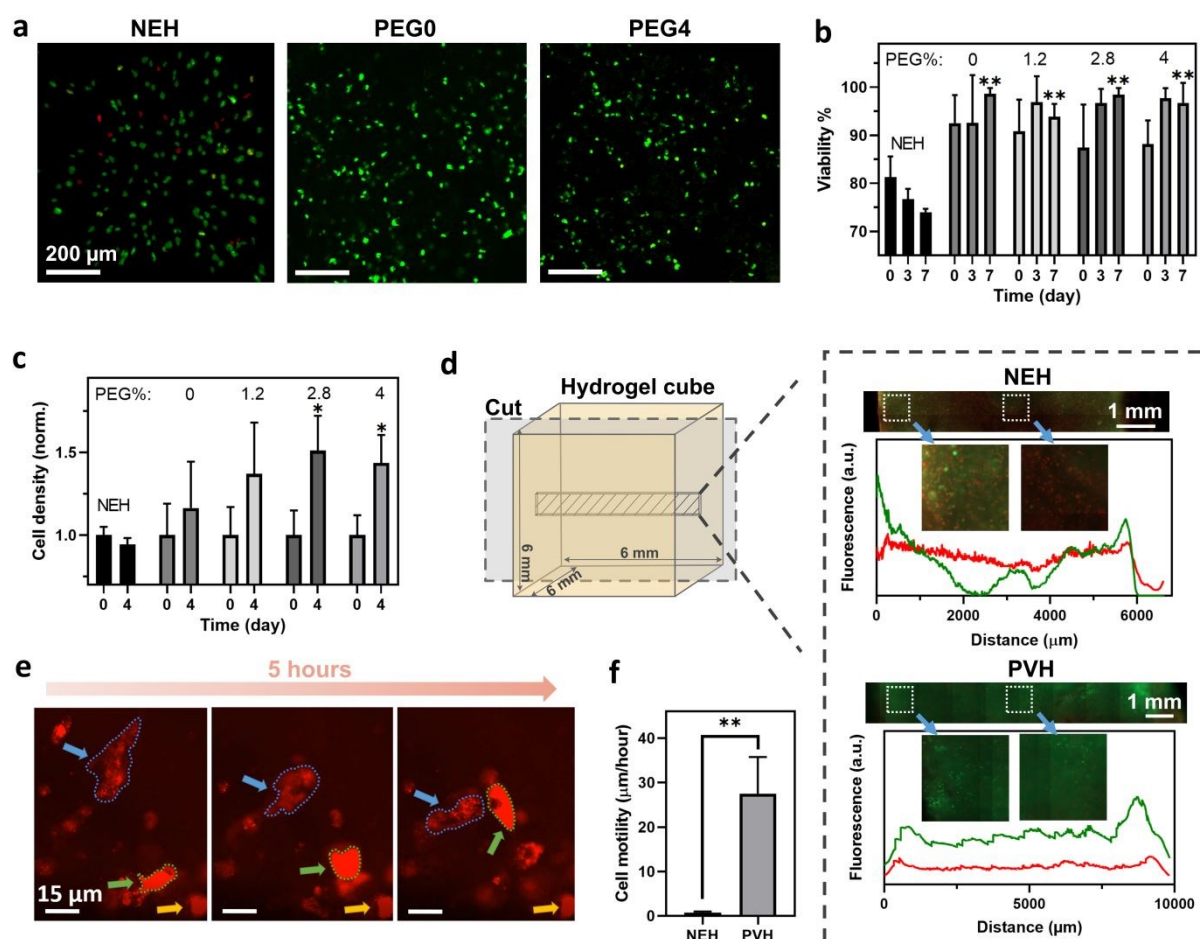 a
NEH
PEG0
PEG4
200 µm
b
PEG%: 0 1.2 2.8 4
** ** ** **
NEH
Viability %
100
90
80
70
0 3 7 0 3 7 0 3 7 0 3 7 0 3 7
Time (day)
c
PEG%: 0 1.2 2.8 4
* *
NEH
Cell density (norm.)
1.5
1.0
0 4 0 4 0 4 0 4 0 4
Time (day)
d
Hydrogel cube
Cut
6 mm
6 mm
6 mm
NEH
1 mm
Fluorescence (a.u.)
0 2000 4000 6000
Distance (µm)
PVH
1 mm
Fluorescence (a.u.)
0 5000 10000
Distance (µm)
e
5 hours
15 µm
f
**
Cell motility (µm/hour)
40
30
20
10
0
NEH PVH